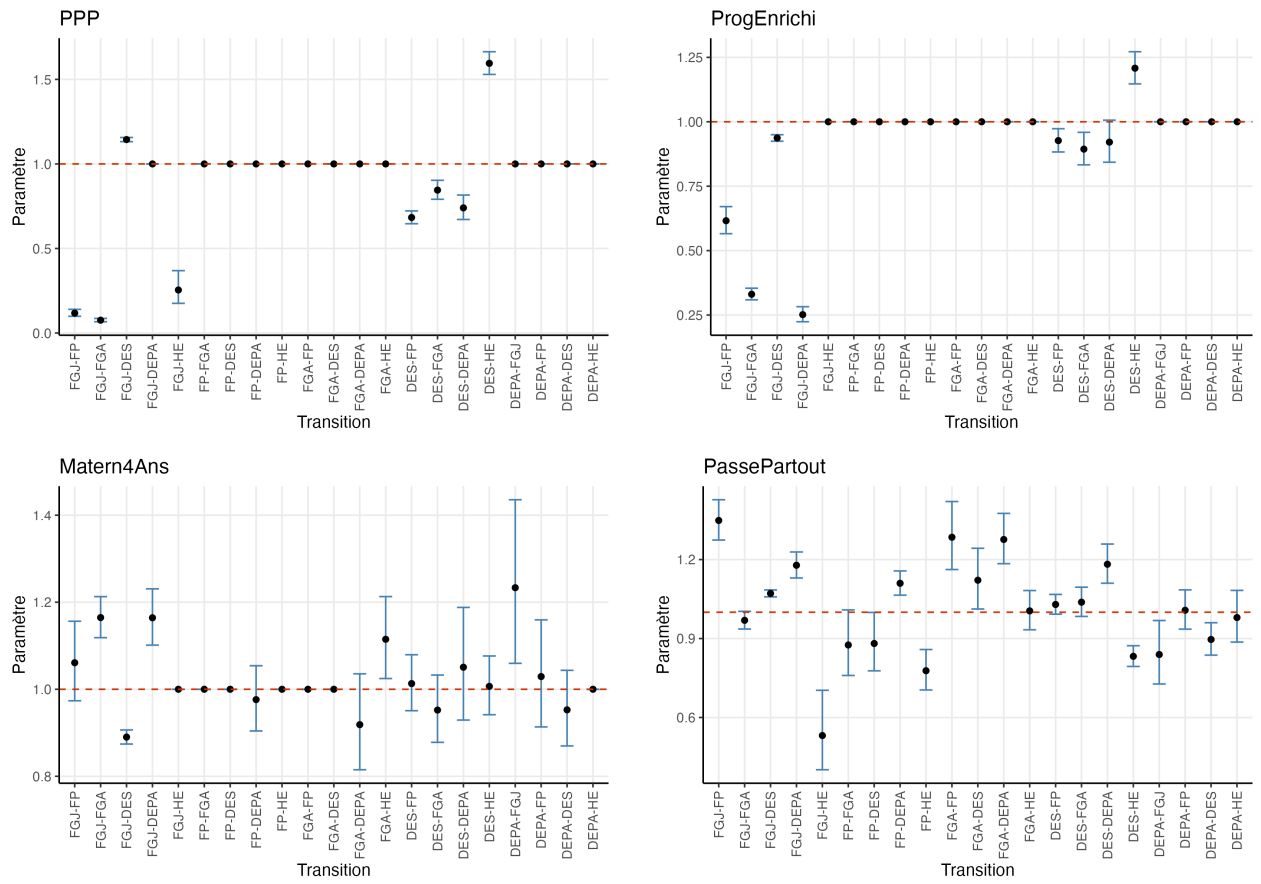 PPP
Paramètre
1.5
1.0
0.5
0.0
FGJ-FP
FGJ-FGA
FGJ-DES
FGJ-DEPA
FGJ-HE
FP-FGA
FP-DES
FP-DEPA
FP-HE
FGA-FP
FGA-DES
FGA-DEPA
FGA-HE
DES-FP
DES-FGA
DES-DEPA
DES-HE
DEPA-FGJ
DEPA-FP
DEPA-DES
DEPA-HE
Transition
ProgEnrichi
Paramètre
1.25
1.00
0.75
0.50
0.25
FGJ-FP
FGJ-FGA
FGJ-DES
FGJ-DEPA
FGJ-HE
FP-FGA
FP-DES
FP-DEPA
FP-HE
FGA-FP
FGA-DES
FGA-DEPA
FGA-HE
DES-FP
DES-FGA
DES-DEPA
DES-HE
DEPA-FGJ
DEPA-FP
DEPA-DES
DEPA-HE
Transition
Matern4Ans
Paramètre
1.4
1.2
1.0
0.8
FGJ-FP
FGJ-FGA
FGJ-DES
FGJ-DEPA
FGJ-HE
FP-FGA
FP-DES
FP-DEPA
FP-HE
FGA-FP
FGA-DES
FGA-DEPA
FGA-HE
DES-FP
DES-FGA
DES-DEPA
DES-HE
DEPA-FGJ
DEPA-FP
DEPA-DES
DEPA-HE
Transition
PassePartout
Paramètre
1.2
0.9
0.6
FGJ-FP
FGJ-FGA
FGJ-DES
FGJ-DEPA
FGJ-HE
FP-FGA
FP-DES
FP-DEPA
FP-HE
FGA-FP
FGA-DES
FGA-DEPA
FGA-HE
DES-FP
DES-FGA
DES-DEPA
DES-HE
DEPA-FGJ
DEPA-FP
DEPA-DES
DEPA-HE
Transition